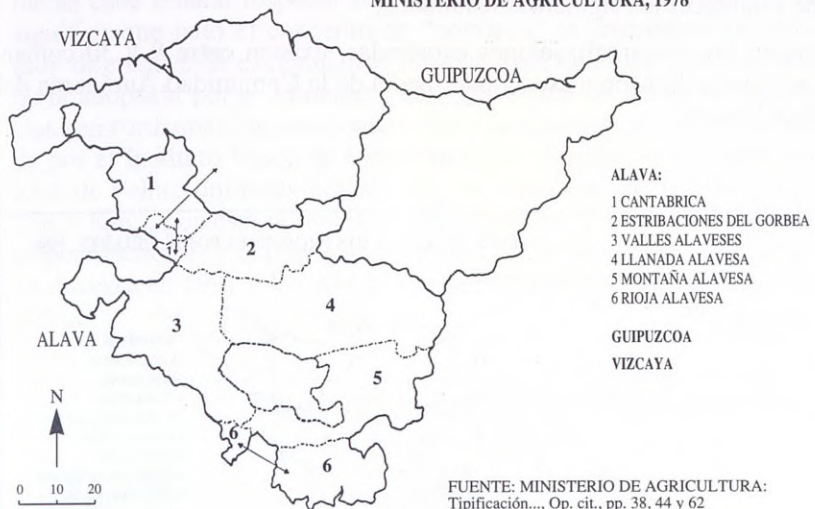 MINISTERIO DE AGRICULTURA, 1978
VIZCAYA
GUIPUZCOA
1
2
3
4
5
6
6
ALAVA
N
0 10 20
ALAVA:
1 CANTABRICA
2 ESTRIBACIONES DEL GORBEA
3 VALLES ALAVESES
4 LLANADA ALAVESA
5 MONTAÑA ALAVESA
6 RIOJA ALAVESA
GUIPUZCOA
VIZCAYA
FUENTE: MINISTERIO DE AGRICULTURA:
Tipificación..., Op. cit., pp. 38, 44 y 62